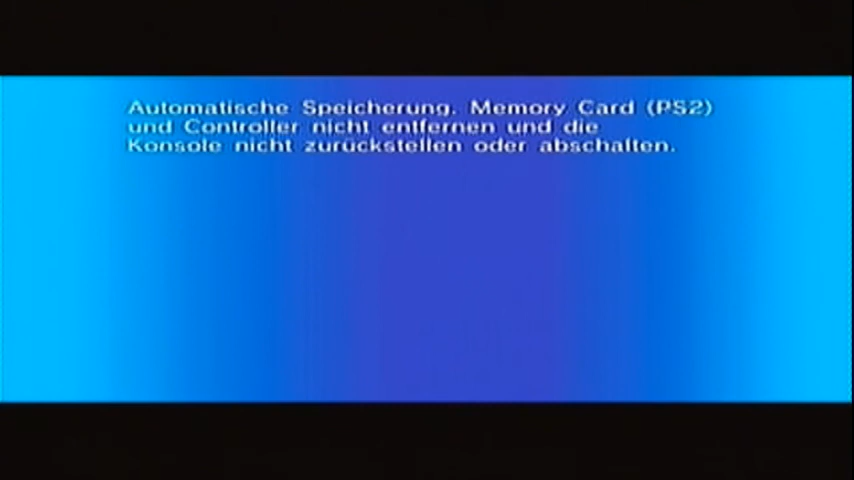 Automatische Speicherung. Memory Card (PS2)
und Controller nicht entfernen und die
Konsole nicht zurückstellen oder abschalten.